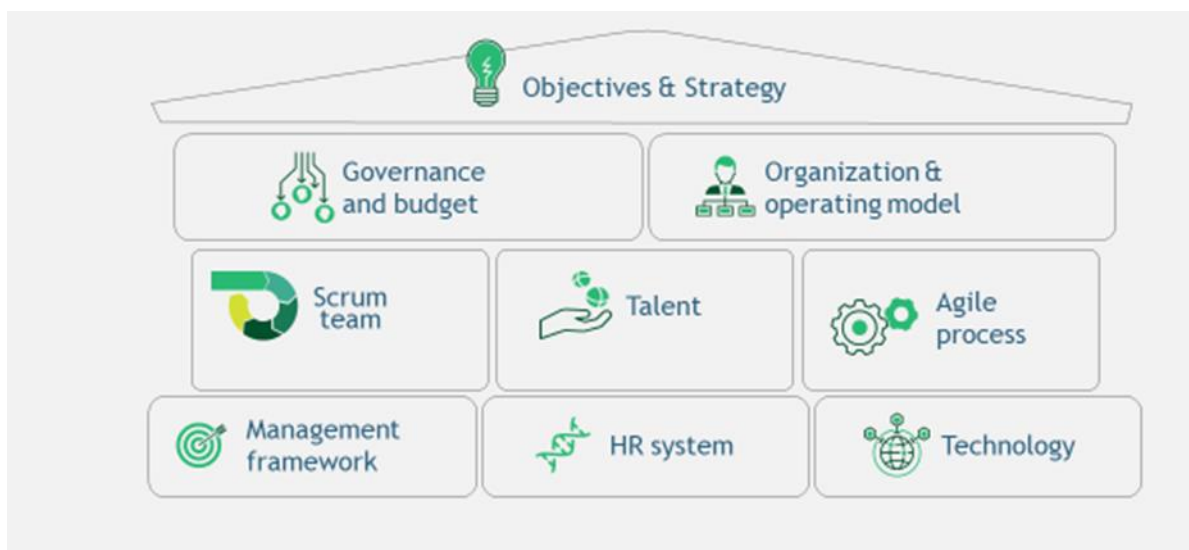 Objectives & Strategy
Governance
and budget
Organization &
operating model
Scrum
team
Talent
Agile
process
Management
framework
HR system
Technology